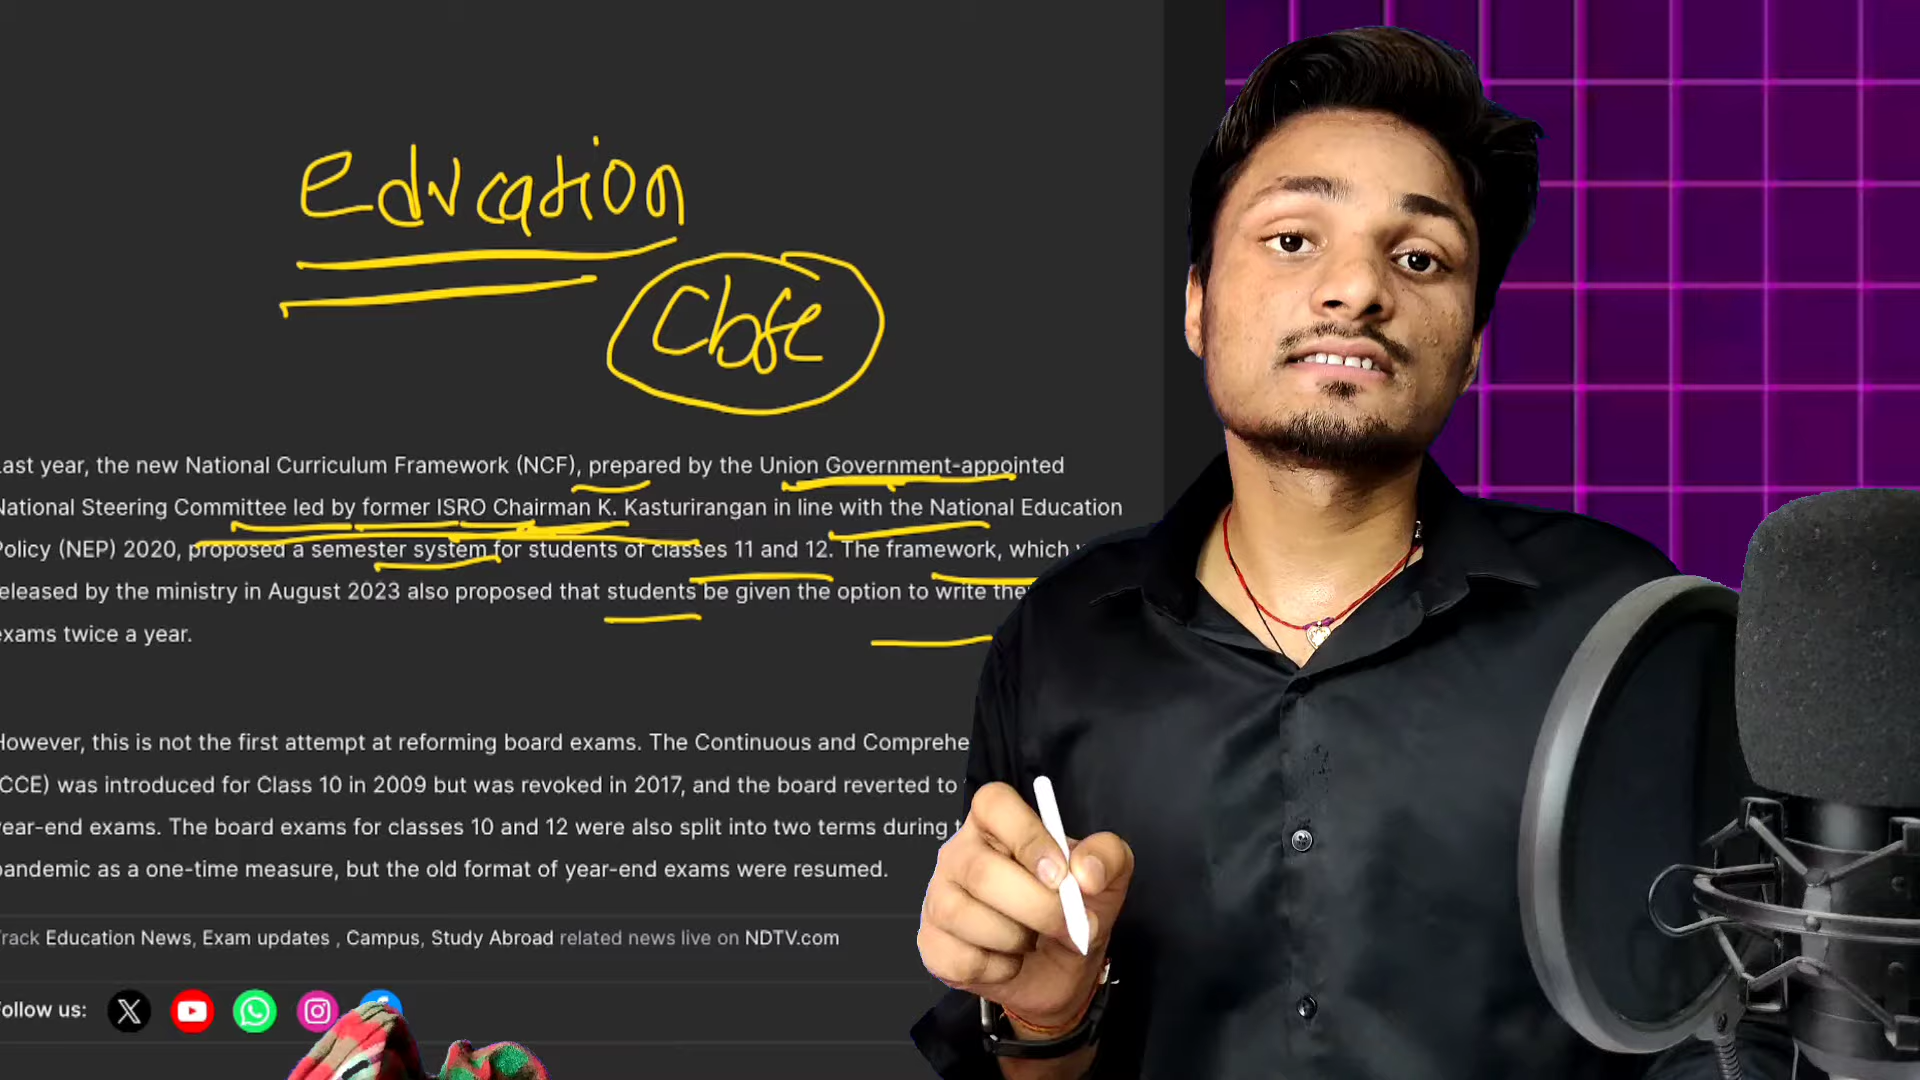 Education
Cbse
ast year, the new National Curriculum Framework (NCF), prepared by the Union Government-appointed
National Steering Committee led by former ISRO Chairman K. Kasturirangan in line with the National Education
Policy (NEP) 2020, proposed a semester system for students of classes 11 and 12. The framework, which
eleased by the ministry in August 2023 also proposed that students be given the option to write the
exams twice a year.
However, this is not the first attempt at reforming board exams. The Continuous and Comprehe
CCE) was introduced for Class 10 in 2009 but was revoked in 2017, and the board reverted to
year-end exams. The board exams for classes 10 and 12 were also split into two terms during
pandemic as a one-time measure, but the old format of year-end exams were resumed.
rack Education News, Exam updates , Campus, Study Abroad related news live on NDTV.com
ollow us: